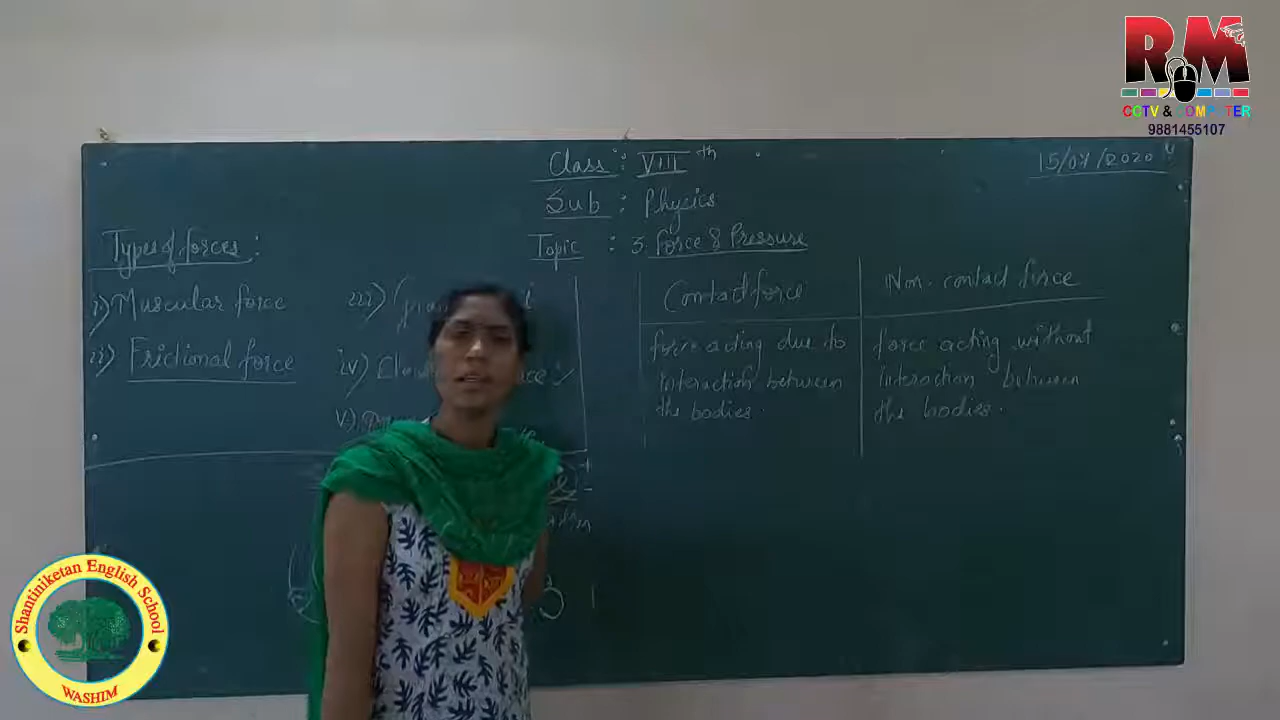 RM
CCTV & COMPUTER
9881455107
Class : VIII th
15/07/2020
Sub : Physics
Topic : 3. Force & Pressure
Types of forces :
i) Muscular force
ii) Frictional force
iii)
iv)
v)
Contact force
force acting due to
interaction between
the bodies.
Non-contact force
force acting without
interaction between
the bodies.
Shantiniketan English School
WASHIM